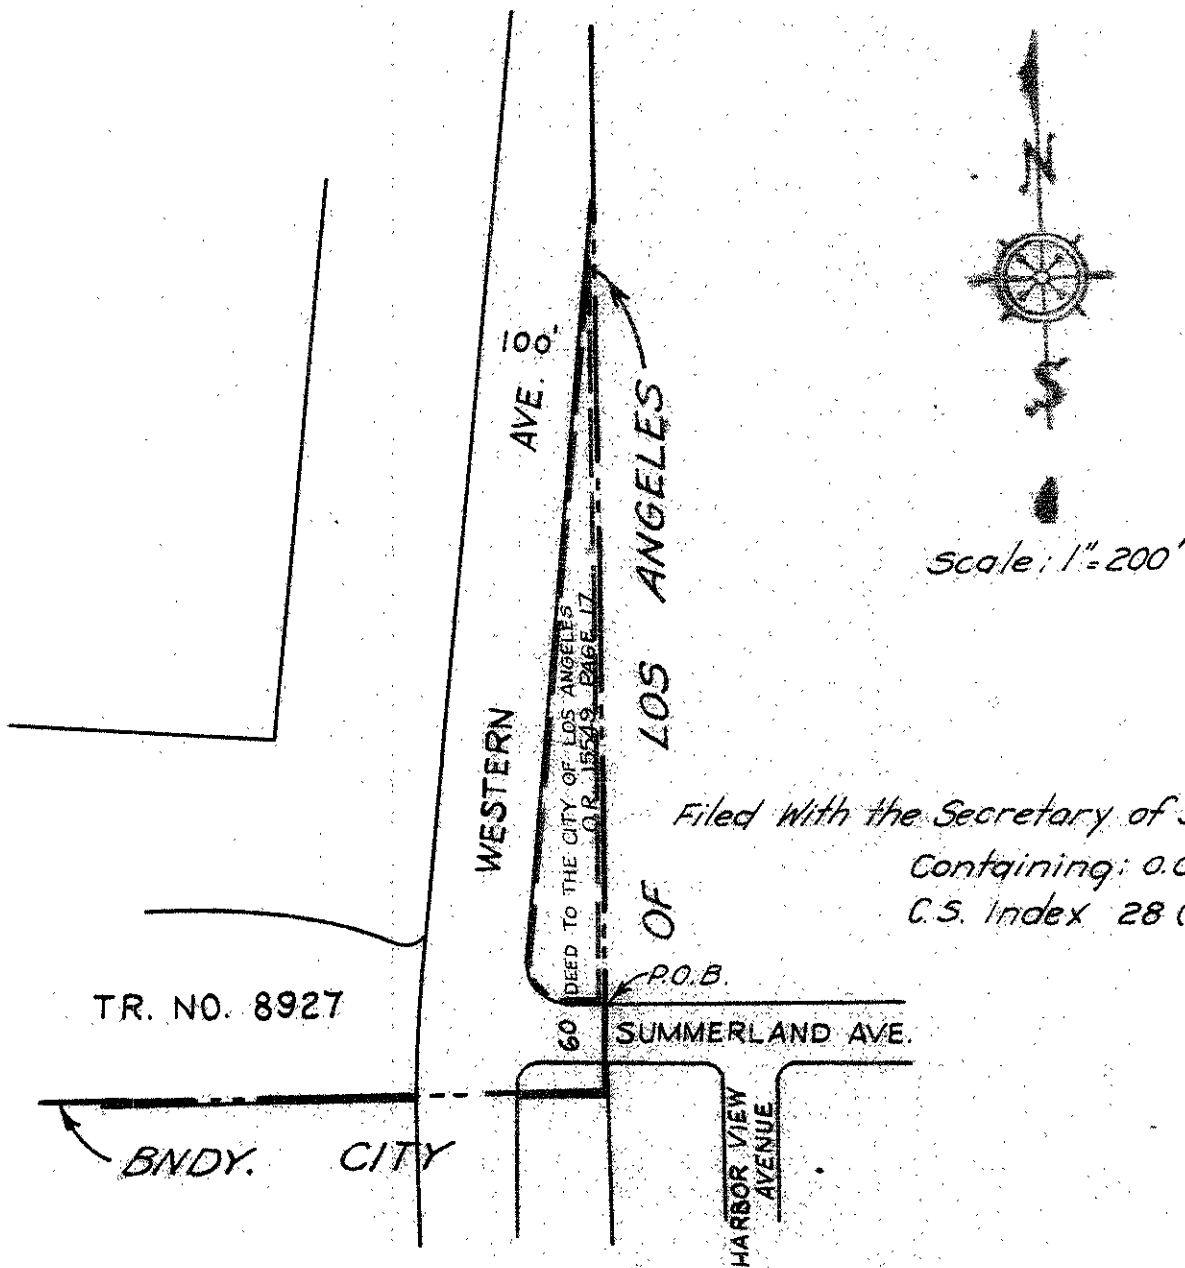 N
100'
AVE.
ANGELES
S
Scale: 1"=200'
DEED TO THE CITY OF LOS ANGELES
O.R. 15549 PAGE 17
LOS
WESTERN
Filed With the Secretary of
Containing:
C.S. Index 28
OF
P.O.B.
TR. NO. 8927
60
SUMMERLAND AVE.
HARBOR VIEW
AVENUE
BNDY.
CITY